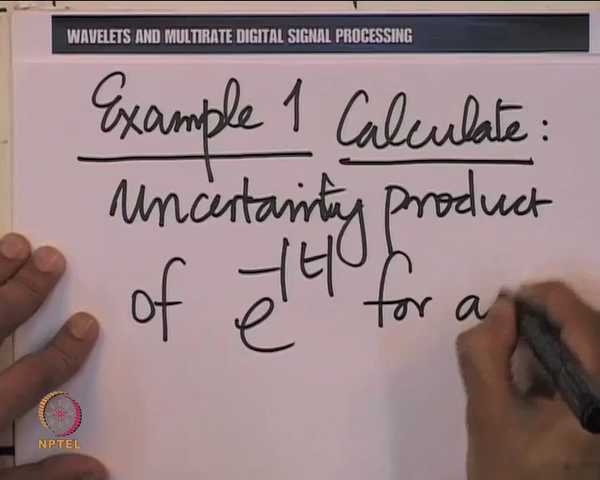 WAVELETS AND MULTIRATE DIGITAL SIGNAL PROCESSING
Example 1 Calculate:
Uncertainty product
of e^{-|t|} for a
NPTEL